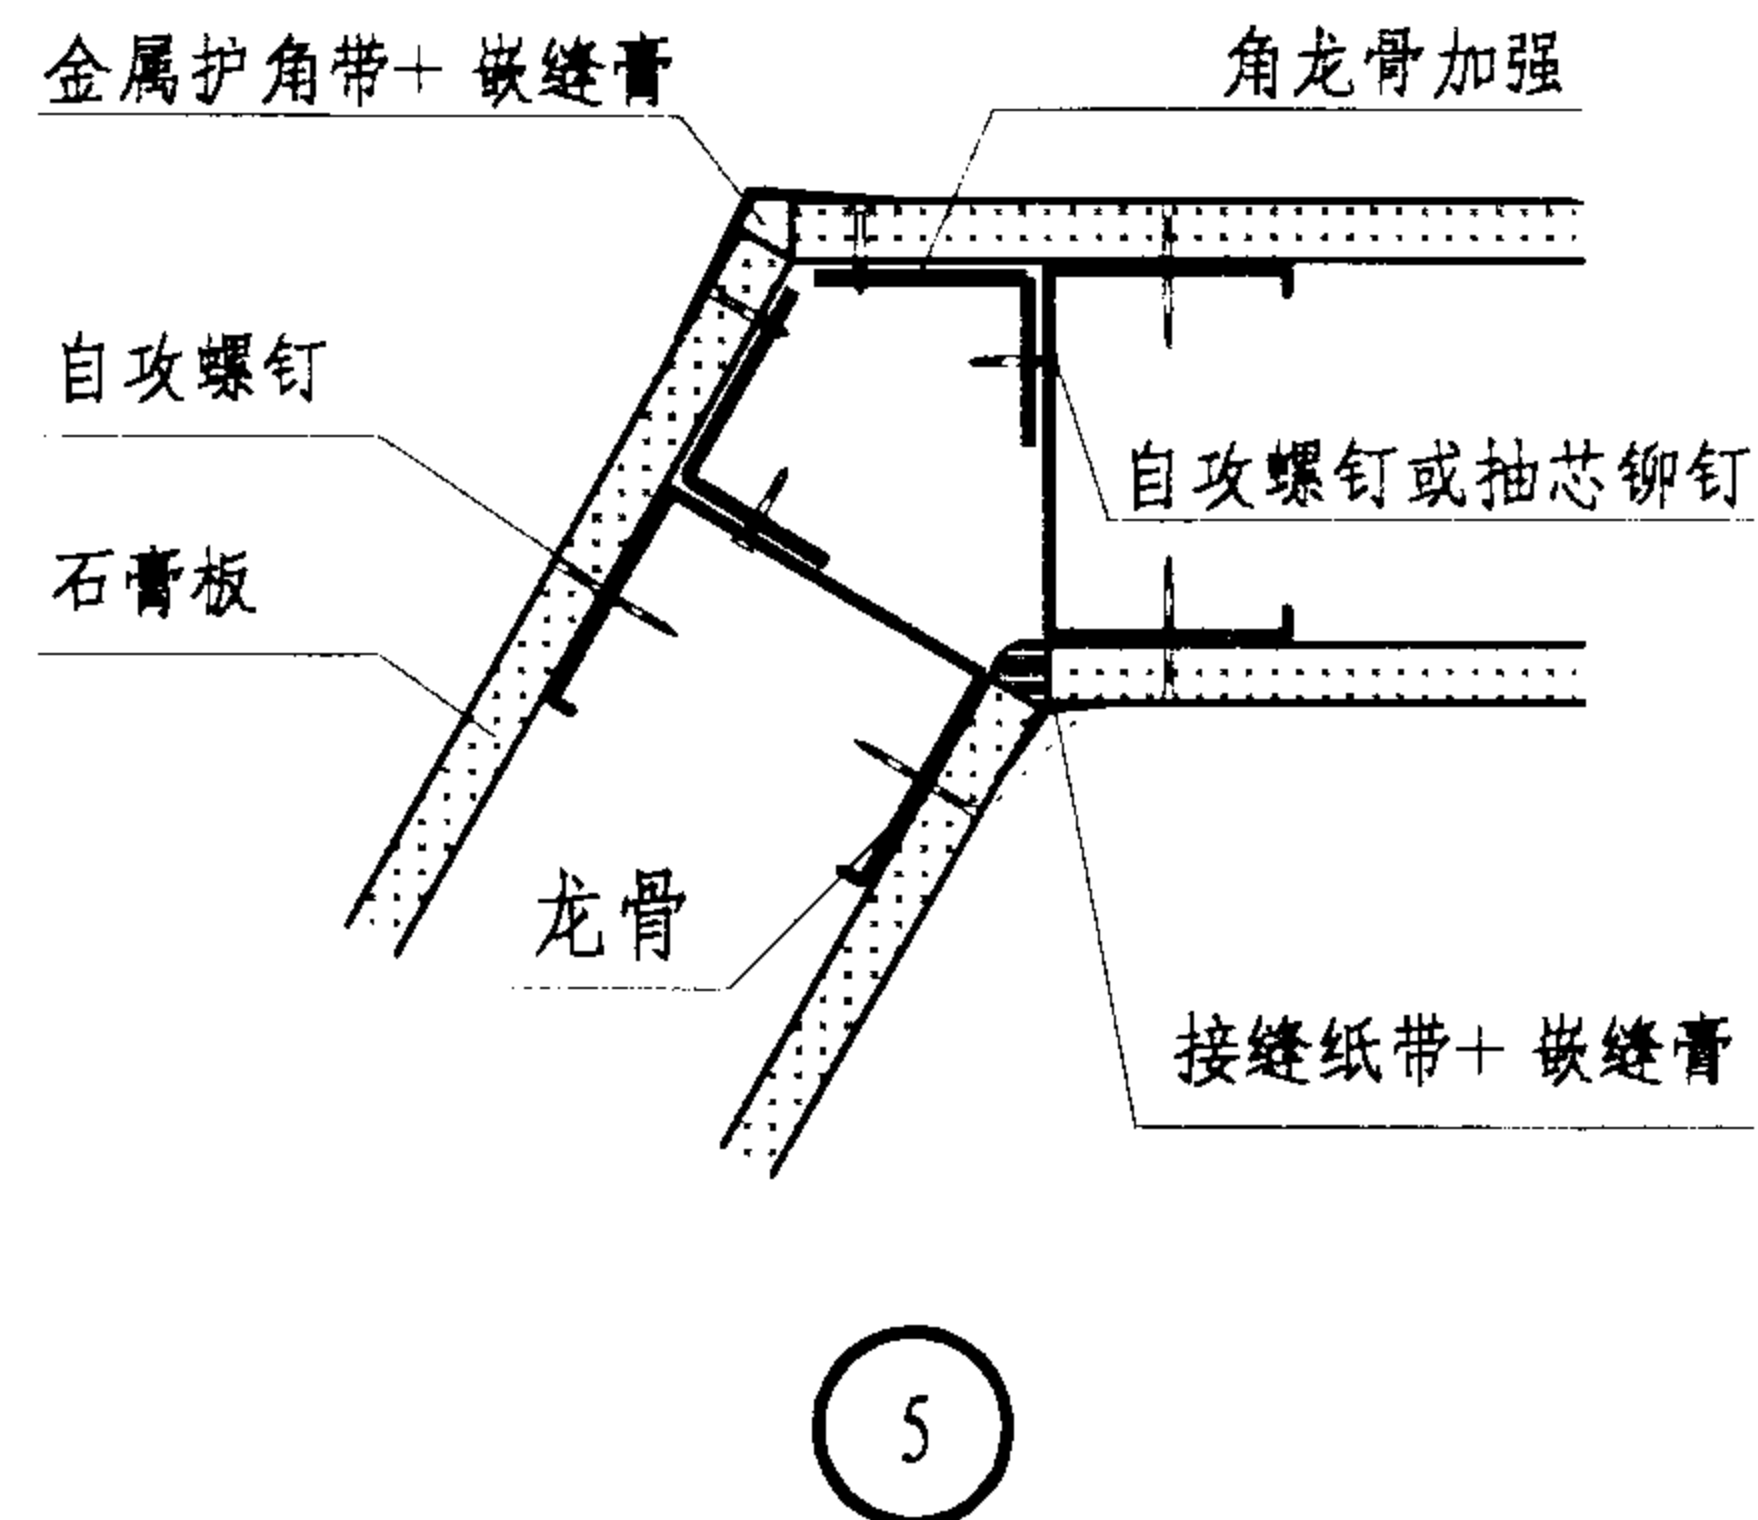 金属护角带+嵌缝膏
角龙骨加强
自攻螺钉
自攻螺钉或抽芯铆钉
石膏板
龙骨
接缝纸带+嵌缝膏
5